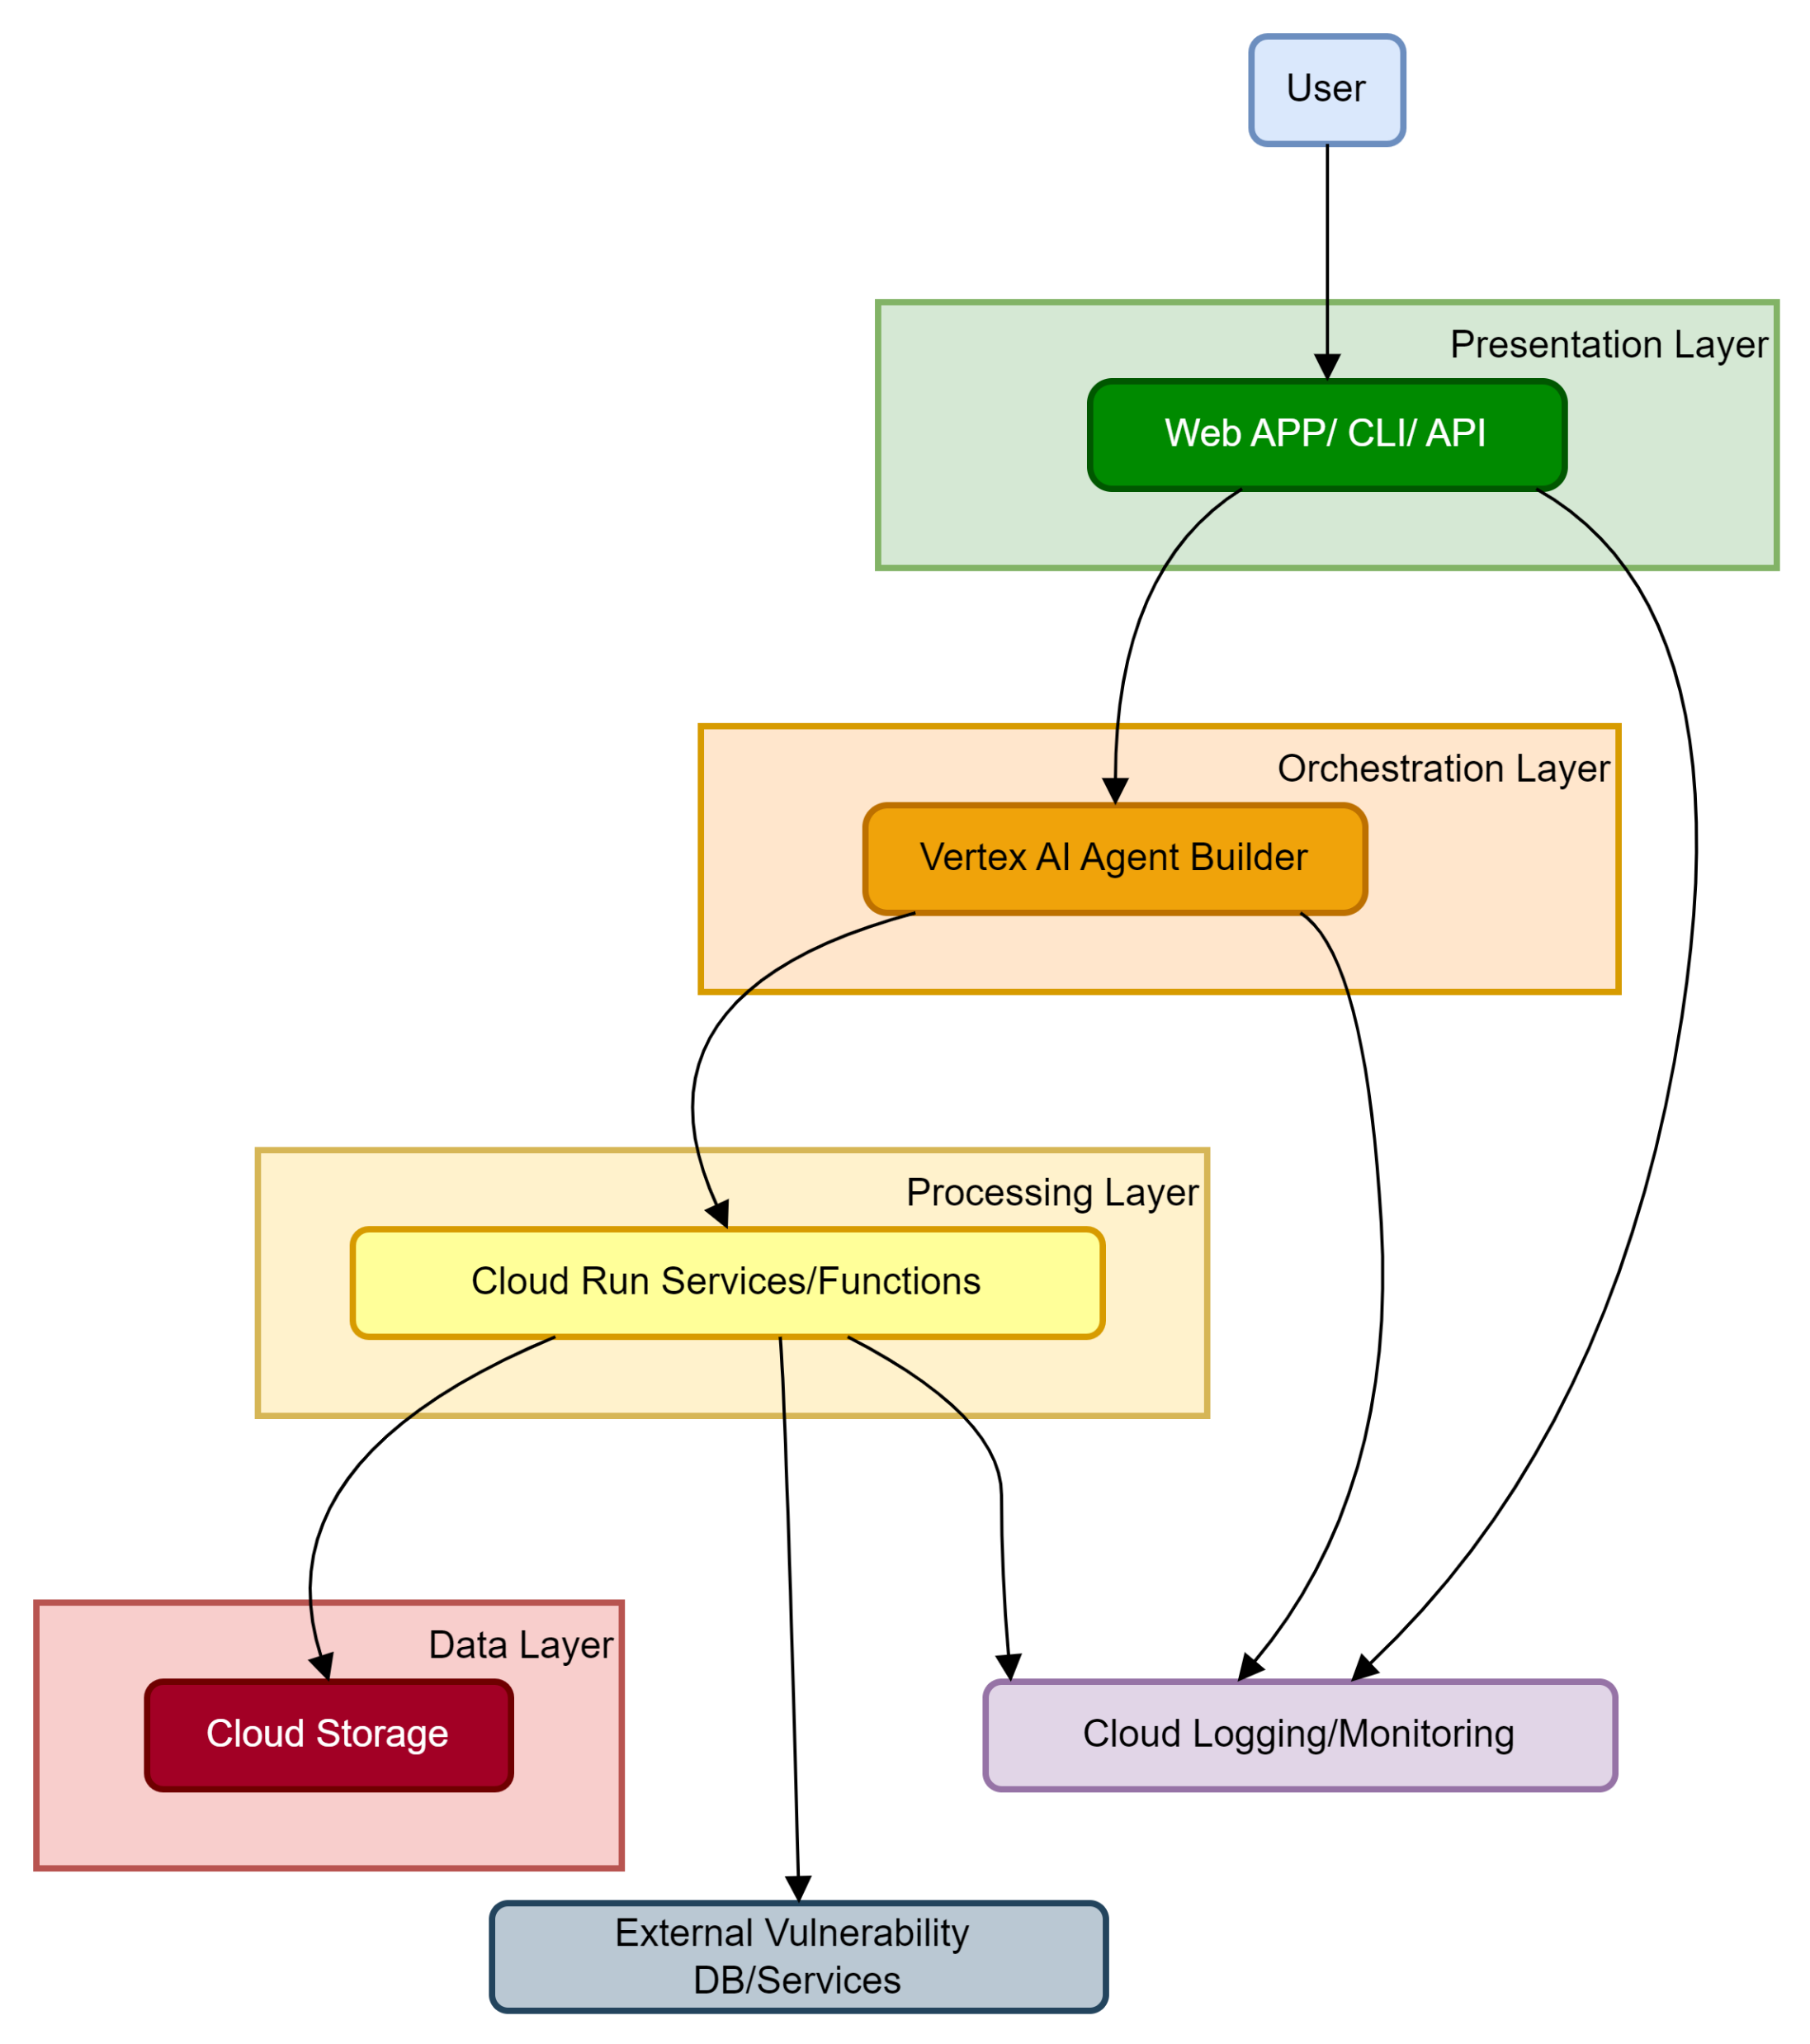 User
Presentation Layer
Web APP/ CLI/ API
Orchestration Layer
Vertex AI Agent Builder
Processing Layer
Cloud Run Services/Functions
Data Layer
Cloud Storage
Cloud Logging/Monitoring
External Vulnerability
DB/Services